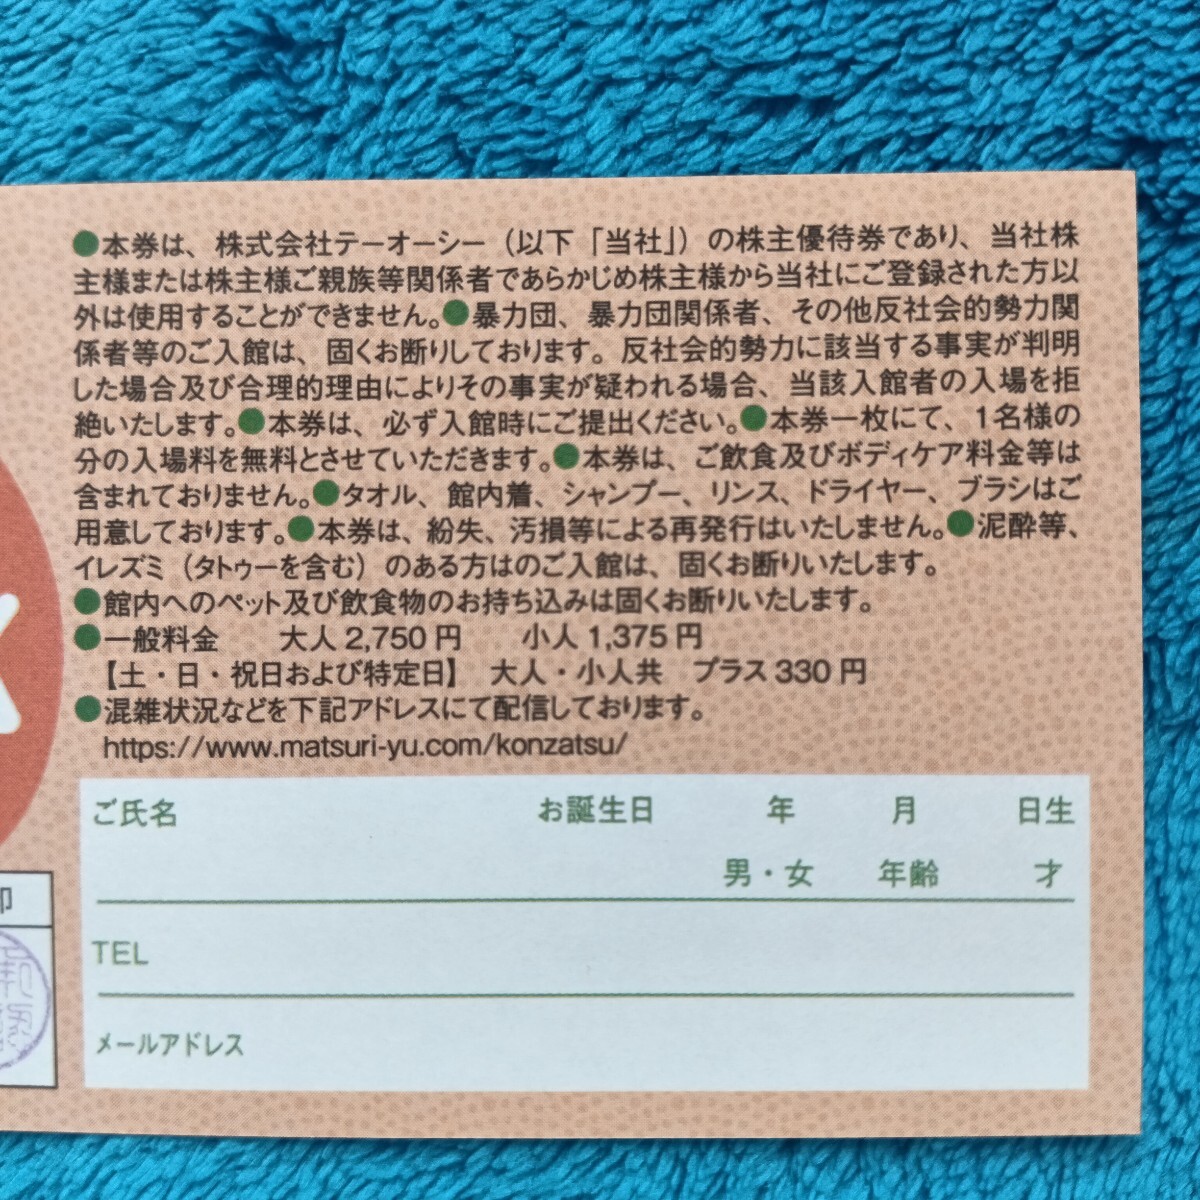 ●本券は、株式会社テーオーシー（以下「当社」）の株主優待券であり、当社株
主様または株主様ご親族等関係者であらかじめ株主様から当社にご登録された方以
外は使用することができません。●暴力団、暴力団関係者、その他反社会的勢力関
係者等のご入館は、固くお断りしております。反社会的勢力に該当する事実が判明
した場合及び合理的理由によりその事実が疑われる場合、当該入館者の入場を拒
絶いたします。●本券は、必ず入館時にご提出ください。●本券一枚にて、1名様の
分の入場料を無料とさせていただきます。●本券は、ご飲食及びボディケア料金等は
含まれておりません。●タオル、館内着、シャンプー、リンス、ドライヤー、ブラシはご
用意しております。●本券は、紛失、汚損等による再発行はいたしません。●泥酔等、
イレズミ（タトゥーを含む）のある方はのご入館は、固くお断りいたします。
●館内へのペット及び飲食物のお持ち込みは固くお断りいたします。
●一般料金　大人2,750円　小人1,375円
【土・日・祝日および特定日】　大人・小人共　プラス330円
●混雑状況などを下記アドレスにて配信しております。
https://www.matsuri-yu.com/konzatsu/
ご氏名　お誕生日　年　月　日生
男・女　年齢　才
印
TEL
メールアドレス